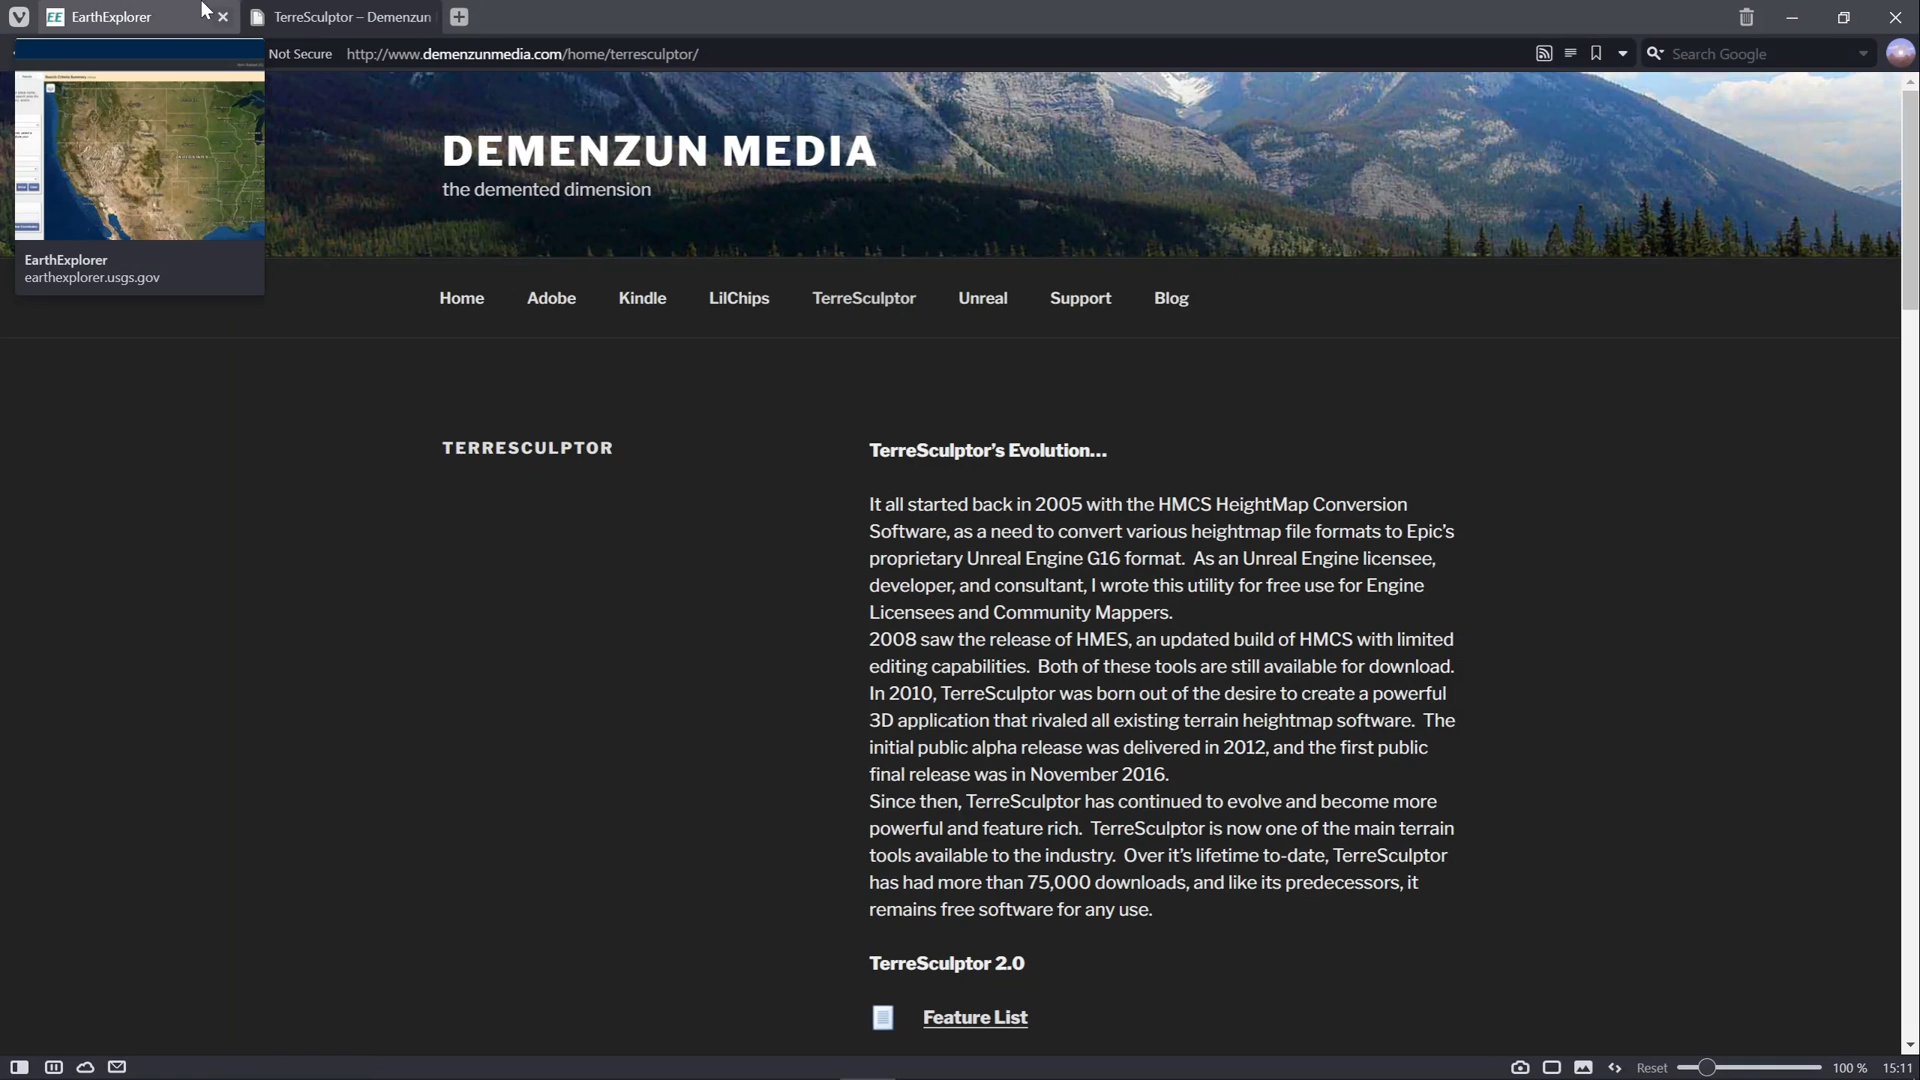 EE EarthExplorer
TerreSculptor – Demenzun
Not Secure http://www.demenzunmedia.com/home/terresculptor/
Search Google
EarthExplorer
earthexplorer.usgs.gov
DEMENZUN MEDIA
the demented dimension
Home Adobe Kindle LilChips TerreSculptor Unreal Support Blog
TERRESCULPTOR
TerreSculptor's Evolution…
It all started back in 2005 with the HMCS HeightMap Conversion
Software, as a need to convert various heightmap file formats to Epic's
proprietary Unreal Engine G16 format. As an Unreal Engine licensee,
developer, and consultant, I wrote this utility for free use for Engine
Licensees and Community Mappers.
2008 saw the release of HMES, an updated build of HMCS with limited
editing capabilities. Both of these tools are still available for download.
In 2010, TerreSculptor was born out of the desire to create a powerful
3D application that rivaled all existing terrain heightmap software. The
initial public alpha release was delivered in 2012, and the first public
final release was in November 2016.
Since then, TerreSculptor has continued to evolve and become more
powerful and feature rich. TerreSculptor is now one of the main terrain
tools available to the industry. Over it's lifetime to-date, TerreSculptor
has had more than 75,000 downloads, and like its predecessors, it
remains free software for any use.
TerreSculptor 2.0
Feature List
Reset 100 % 15:11